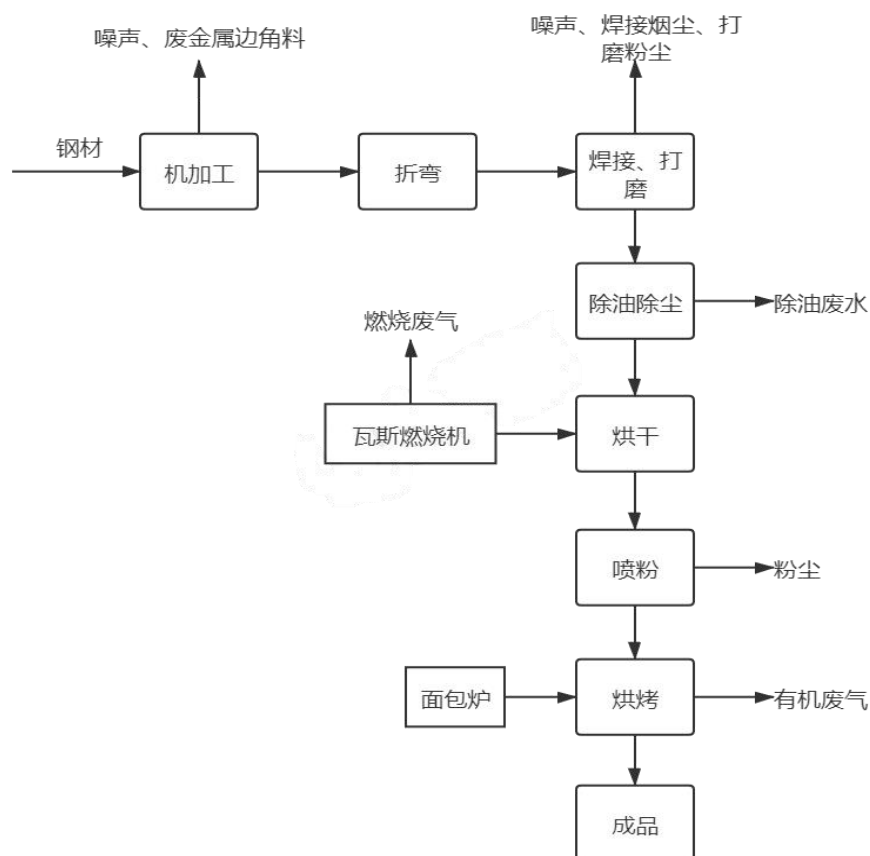 噪声、废金属边角料
噪声、焊接烟尘、打
磨粉尘
钢材
机加工
折弯
焊接、打
磨
除油除尘
除油废水
燃烧废气
瓦斯燃烧机
烘干
喷粉
粉尘
面包炉
烘烤
有机废气
成品